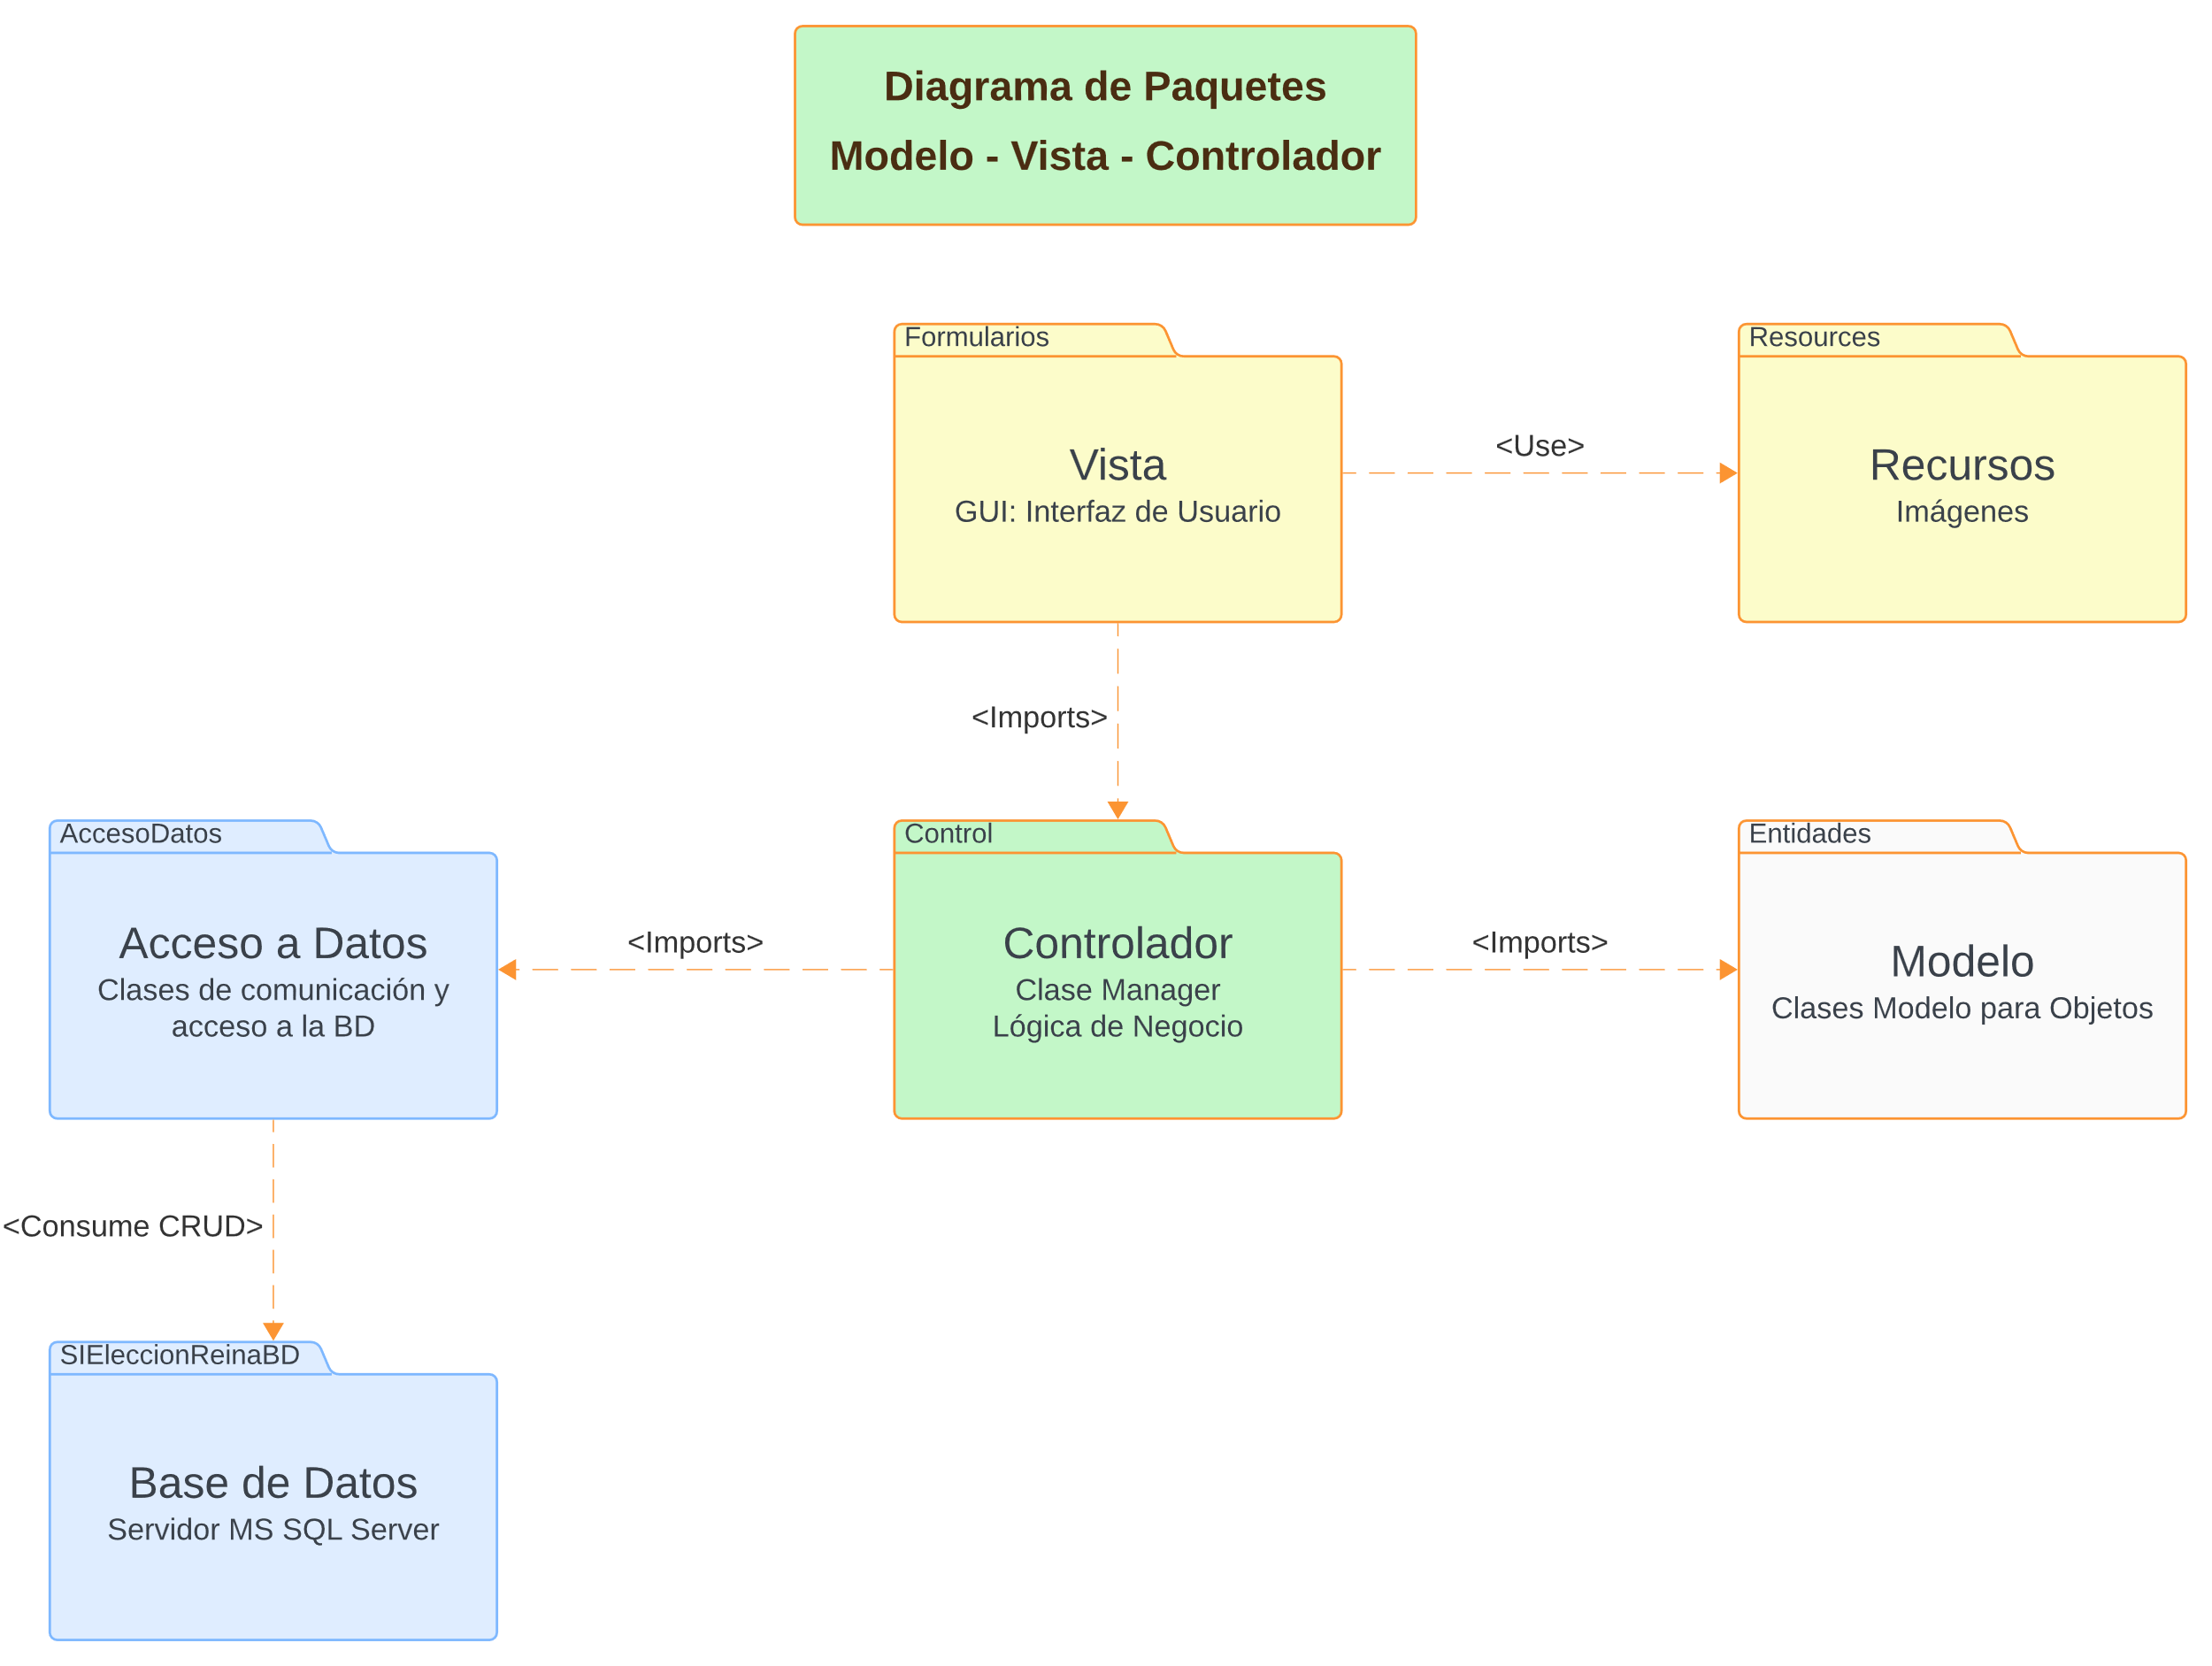 Diagrama de Paquetes
Modelo - Vista - Controlador
Formularios
Vista
GUI: Interfaz de Usuario
<Use>
Resources
Recursos
Imágenes
<Imports>
AccesoDatos
Acceso a Datos
Clases de comunicación y
acceso a la BD
<Imports>
Control
Controlador
Clase Manager
Lógica de Negocio
<Imports>
Entidades
Modelo
Clases Modelo para Objetos
<Consume CRUD>
SIEleccionReinaBD
Base de Datos
Servidor MS SQL Server